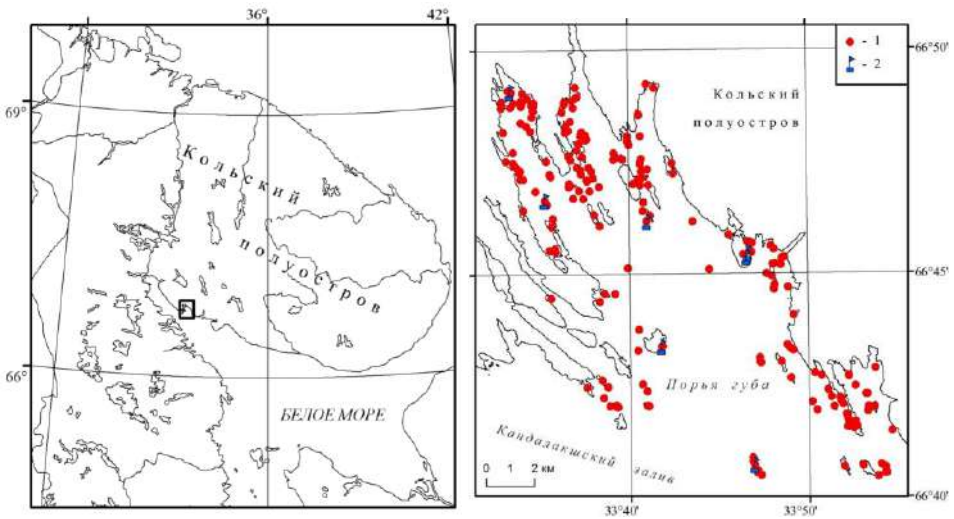 36°
42°
69°
66°
Кольский
полуостров
БЕЛОЕ МОРЕ
- 1
- 2
66°50'
Кольский
полуостров
66°45'
Порья губа
Кандалакшский залив
0 1 2 км
66°40'
33°40'
33°50'